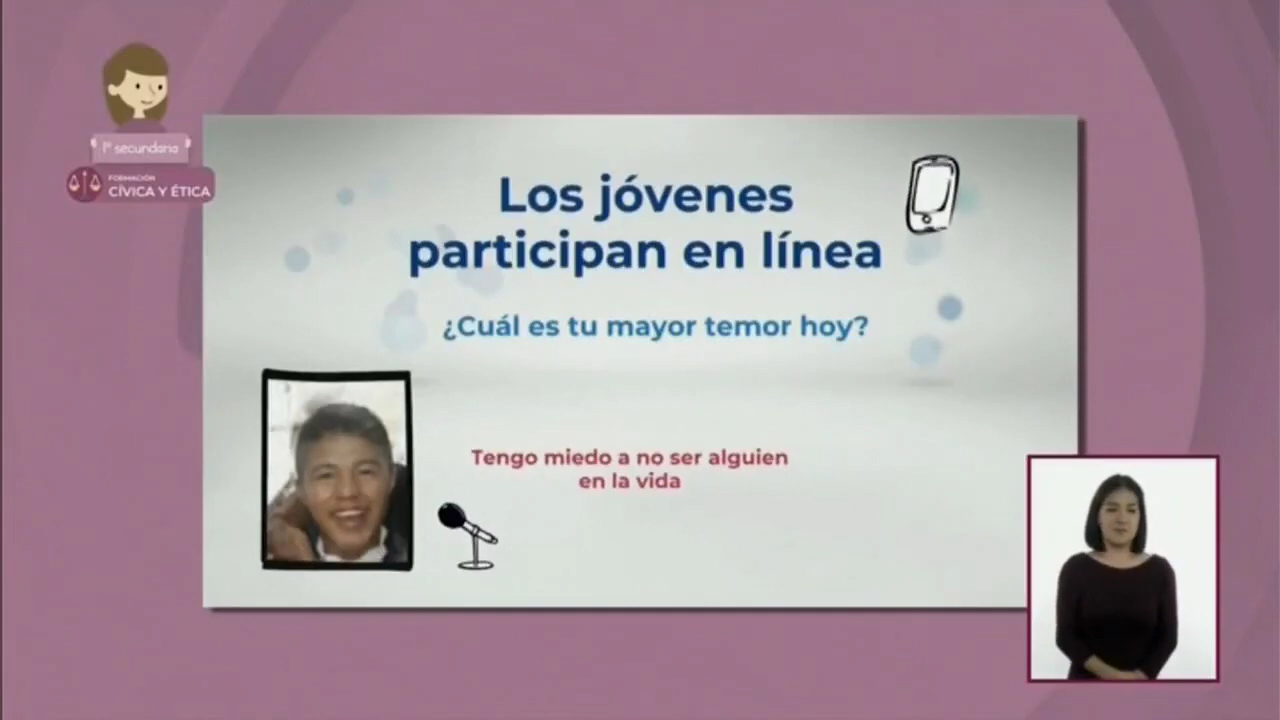 1° secundaria
FORMACIÓN
CÍVICA Y ÉTICA
Los jóvenes
participan en línea
¿Cuál es tu mayor temor hoy?
Tengo miedo a no ser alguien
en la vida